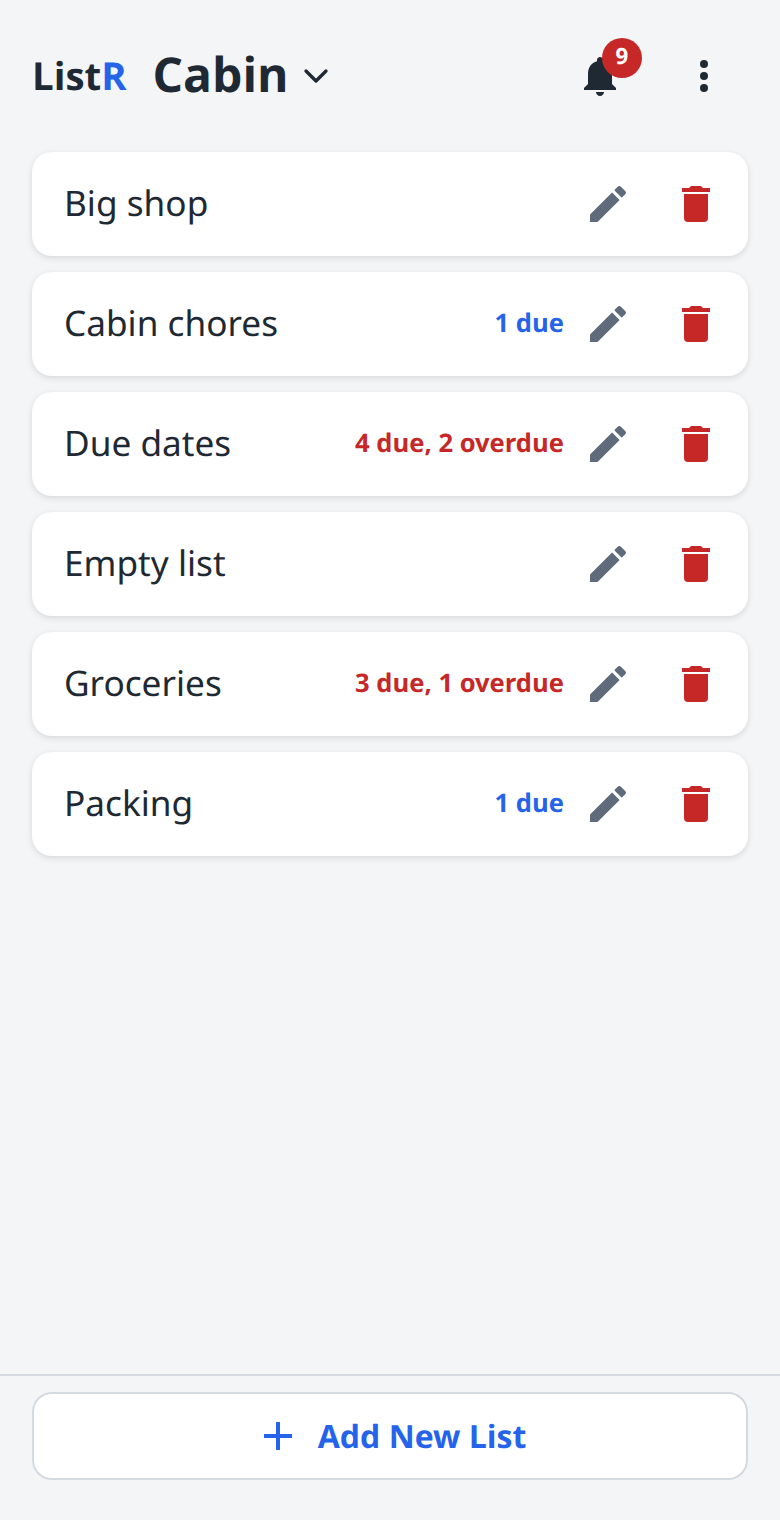 ListR Cabin 9
Big shop
Cabin chores 1 due
Due dates 4 due, 2 overdue
Empty list
Groceries 3 due, 1 overdue
Packing 1 due
Add New List